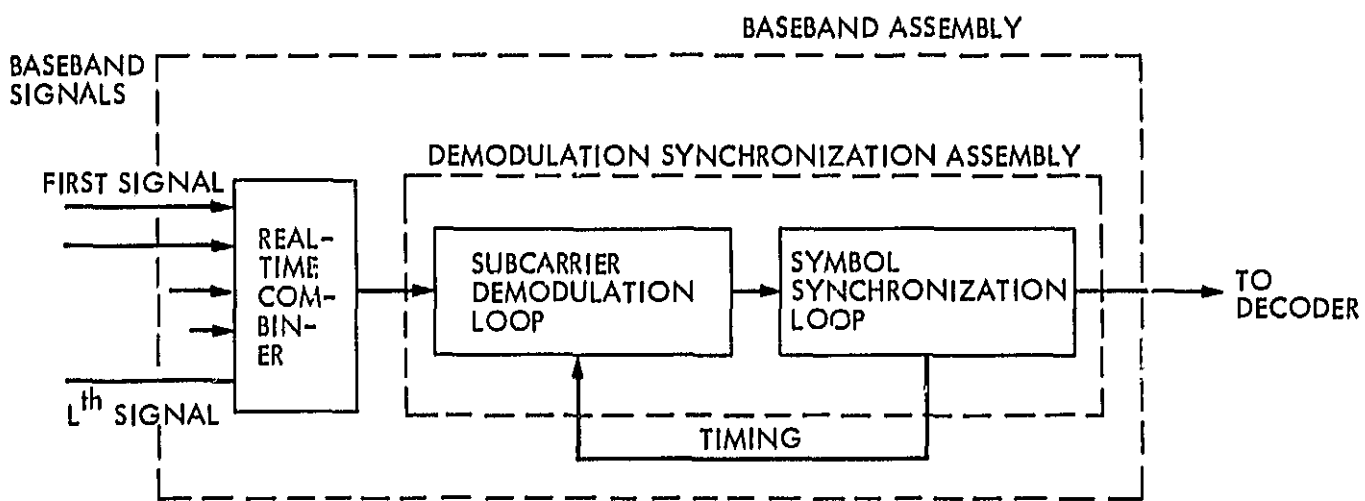 BASEBAND ASSEMBLY
BASEBAND
SIGNALS
DEMODULATION SYNCHRONIZATION ASSEMBLY
FIRST SIGNAL
REAL-
TIME
COM-
BIN-
ER
SUBCARRIER
DEMODULATION
LOOP
SYMBOL
SYNCHRONIZATION
LOOP
TO
DECODER
Lth SIGNAL
TIMING